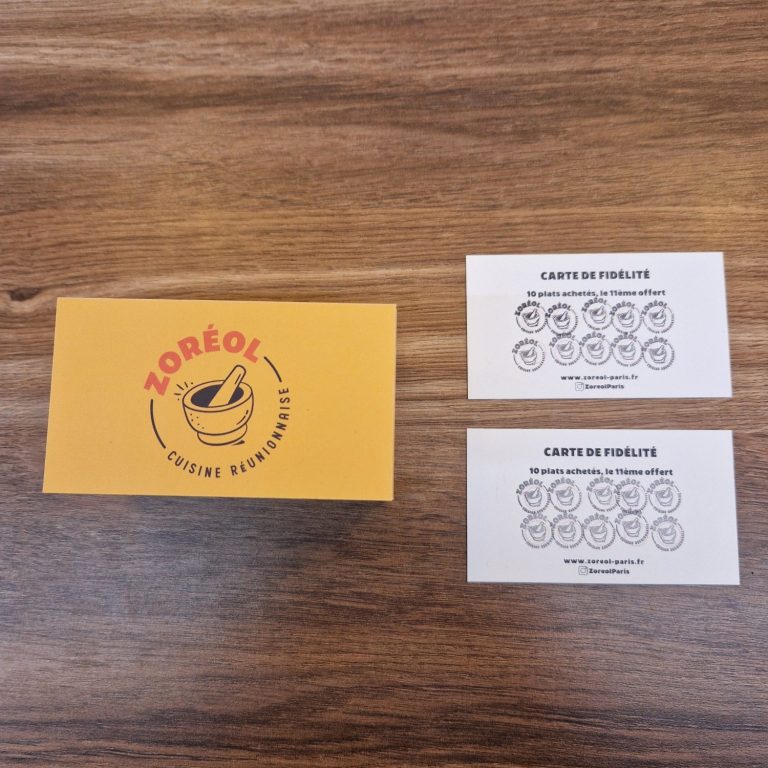 ZORÉOL
CUISINE RÉUNIONNAISE
CARTE DE FIDÉLITÉ
10 plats achetés, le 11ème offert
www.zoreol-paris.fr
ZoreolParis
CARTE DE FIDÉLITÉ
10 plats achetés, le 11ème offert
www.zoreol-paris.fr
ZoreolParis